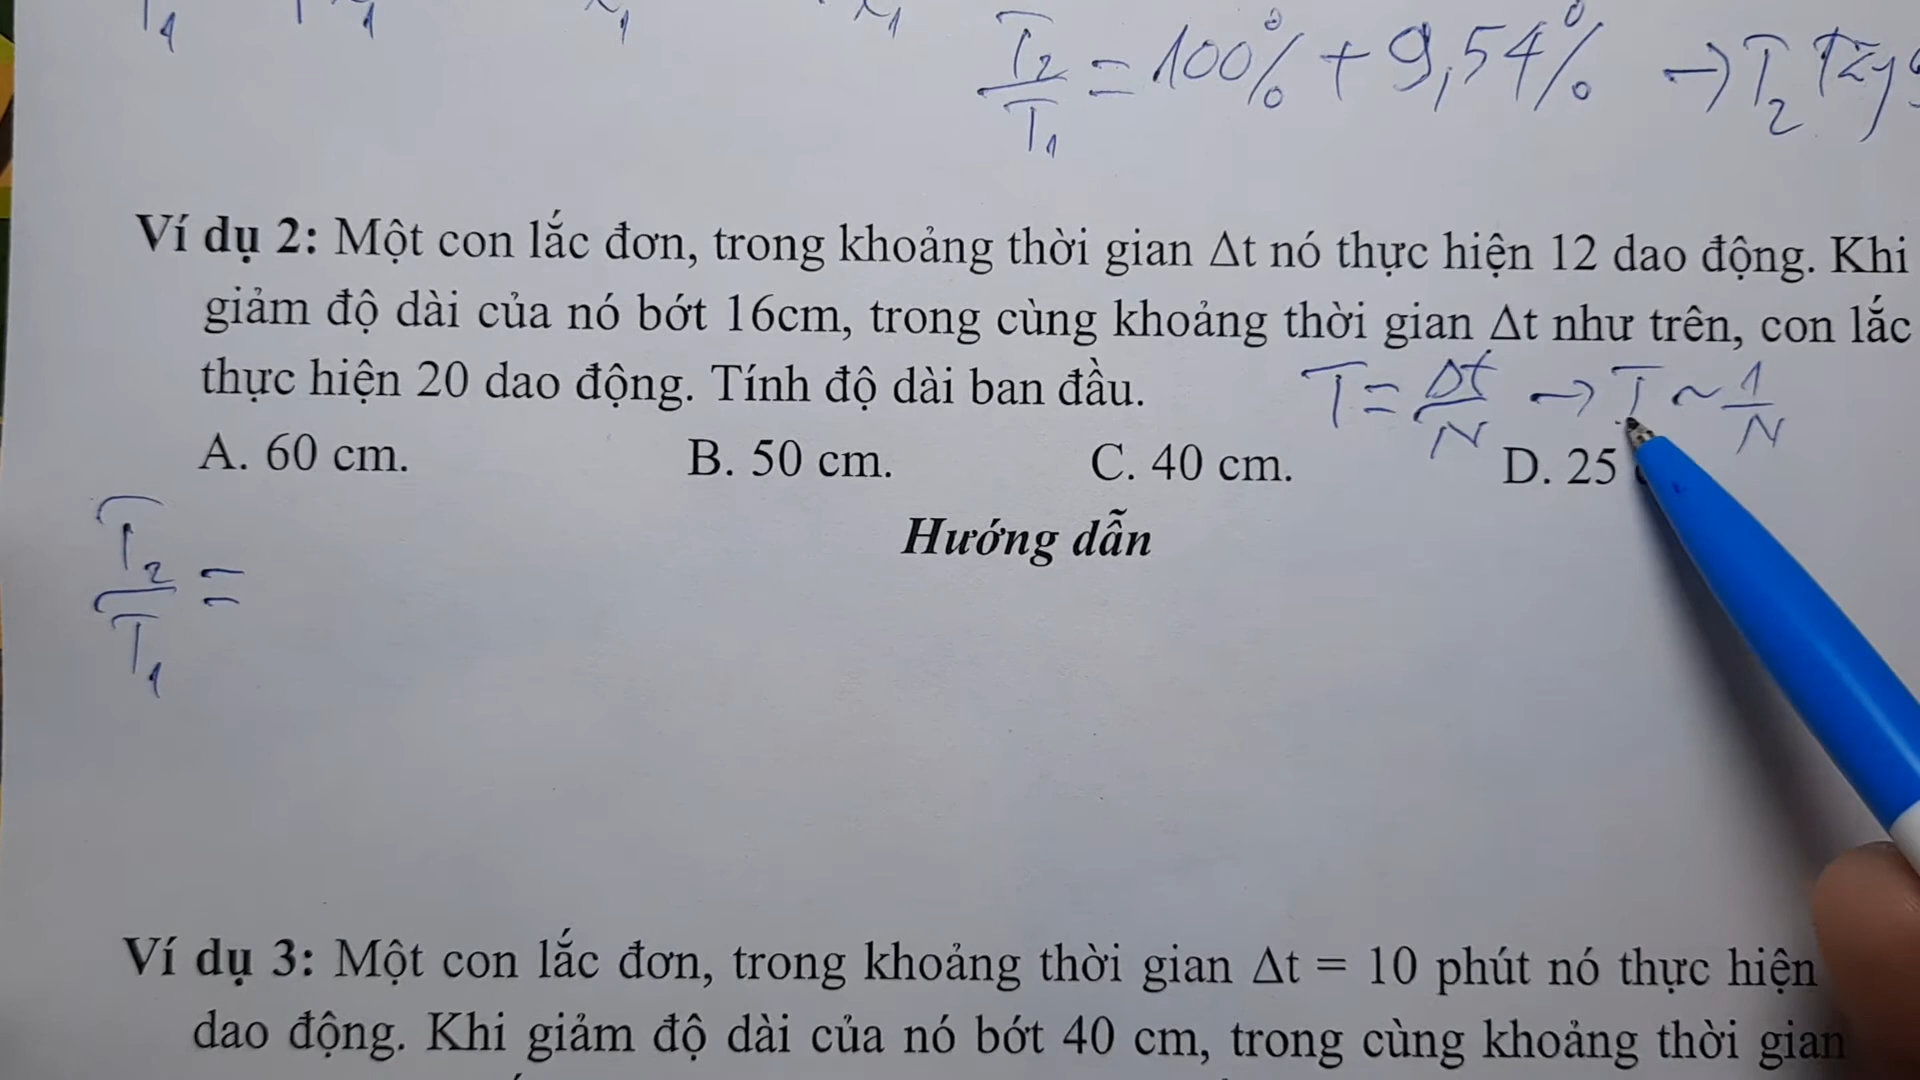 T₁ T x₁ x₁ x₁
T₂/T₁ = 100% + 9,54% → T₂ Tăng
Ví dụ 2: Một con lắc đơn, trong khoảng thời gian Δt nó thực hiện 12 dao động. Khi
giảm độ dài của nó bớt 16cm, trong cùng khoảng thời gian Δt như trên, con lắc
thực hiện 20 dao động. Tính độ dài ban đầu.
T = Δt/N → T ~ 1/N
A. 60 cm. B. 50 cm. C. 40 cm. D. 25
T₂/T₁ =
Hướng dẫn
Ví dụ 3: Một con lắc đơn, trong khoảng thời gian Δt = 10 phút nó thực hiện
dao động. Khi giảm độ dài của nó bớt 40 cm, trong cùng khoảng thời gian